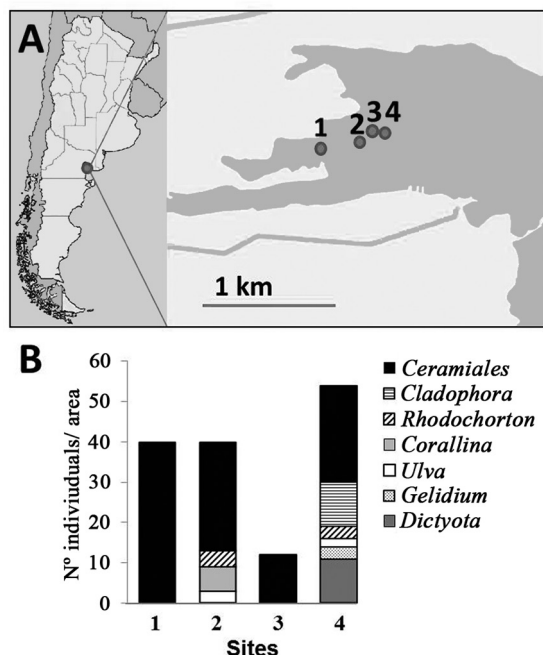 A
1
2
3 4
1 km
B
Nº indiviuduals/ area
60
50
40
30
20
10
0
1 2 3 4
Sites
Ceramiales
Cladophora
Rhodochorton
Corallina
Ulva
Gelidium
Dictyota